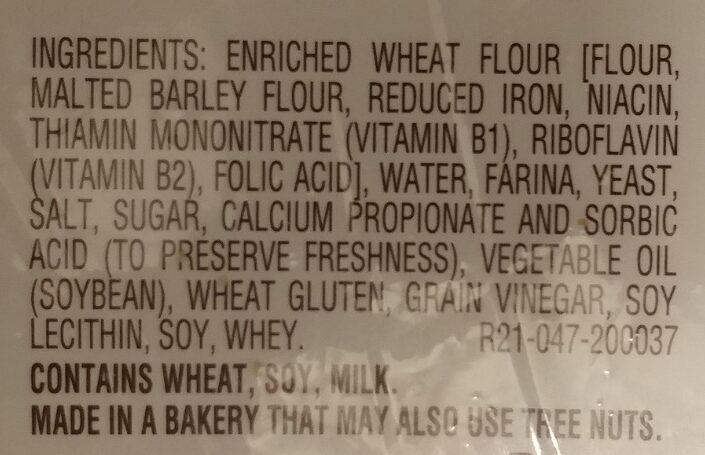 INGREDIENTS: ENRICHED WHEAT FLOUR [FLOUR,
MALTED BARLEY FLOUR, REDUCED IRON, NIACIN,
THIAMIN MONONITRATE (VITAMIN B1), RIBOFLAVIN
(VITAMIN B2), FOLIC ACID], WATER, FARINA, YEAST,
SALT, SUGAR, CALCIUM PROPIONATE AND SORBIC
ACID (TO PRESERVE FRESHNESS), VEGETABLE OIL
(SOYBEAN), WHEAT GLUTEN, GRAIN VINEGAR, SOY
LECITHIN, SOY, WHEY. R21-047-200037
CONTAINS WHEAT, SOY, MILK.
MADE IN A BAKERY THAT MAY ALSO USE TREE NUTS.